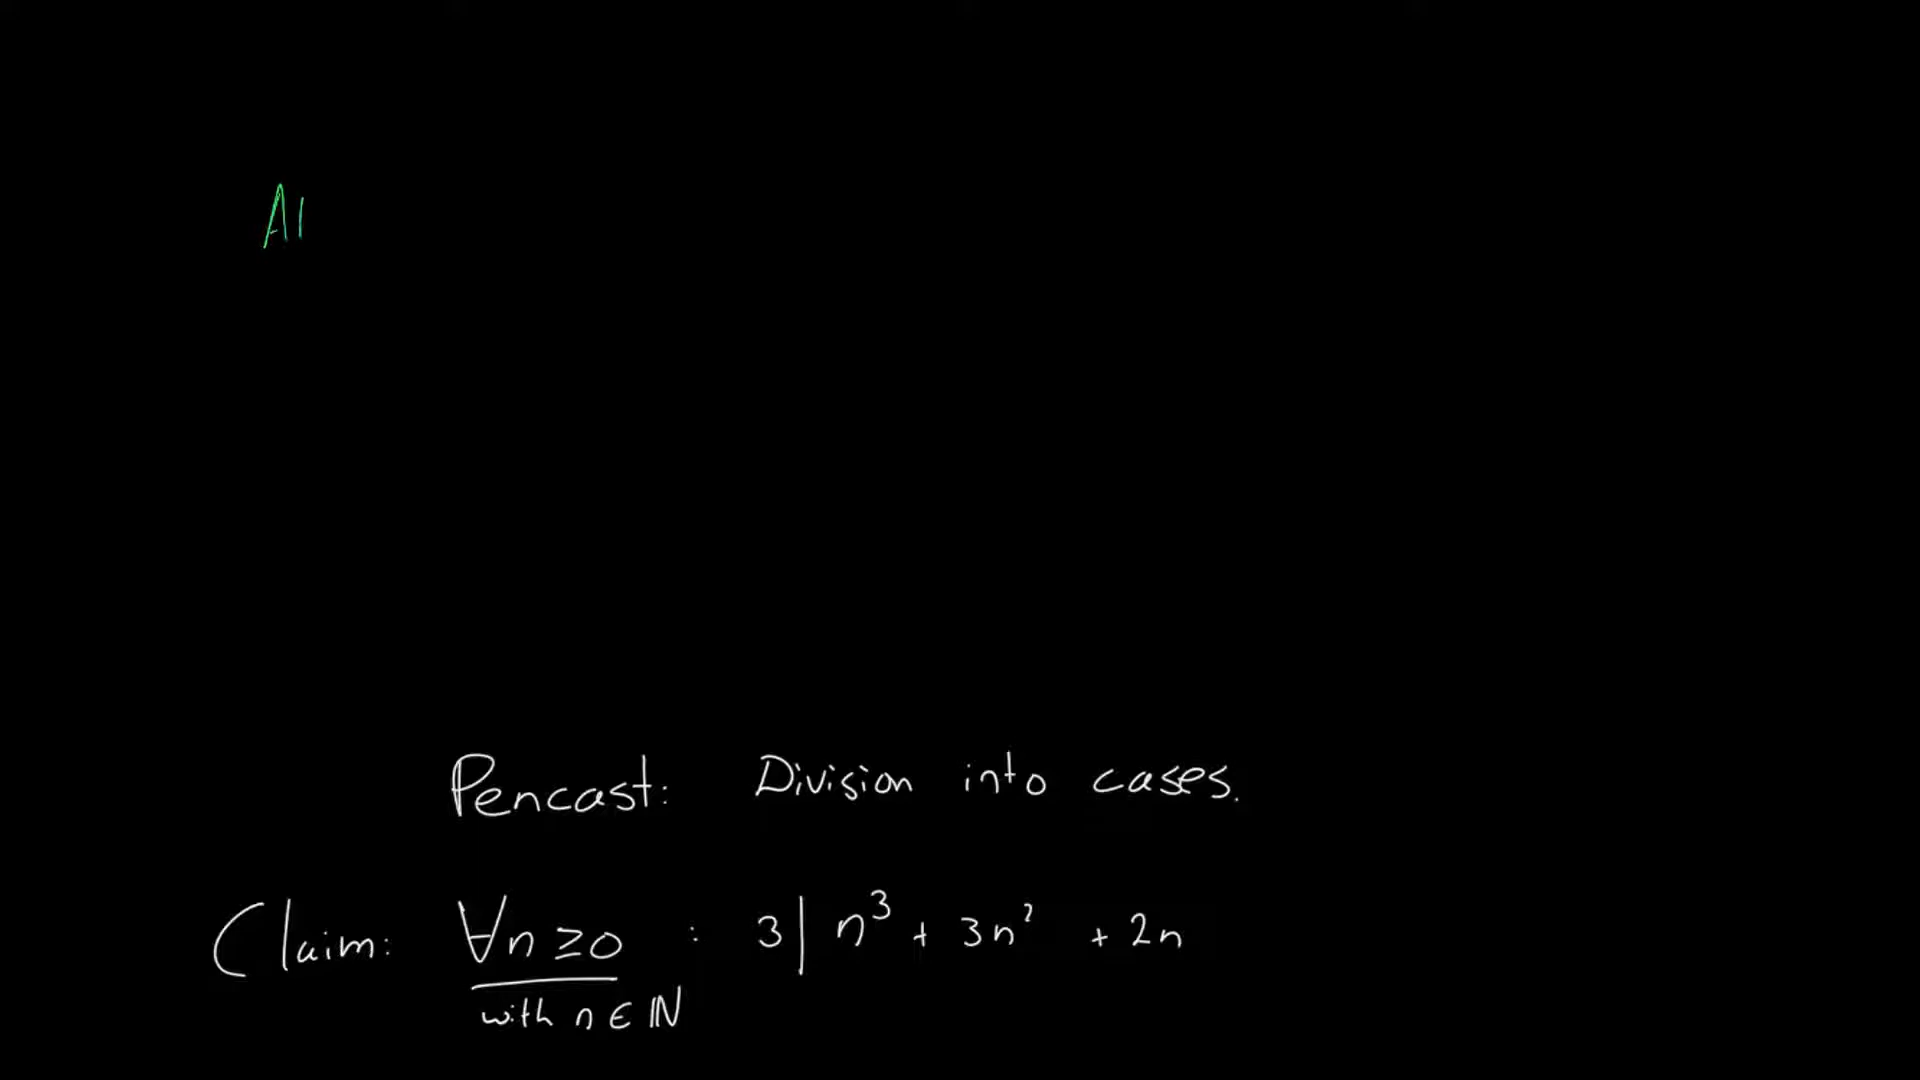 Al
Pencast: Division into cases.
Claim: ∀n ≥ 0 : 3 | n³ + 3n² + 2n
with n ∈ ℕ